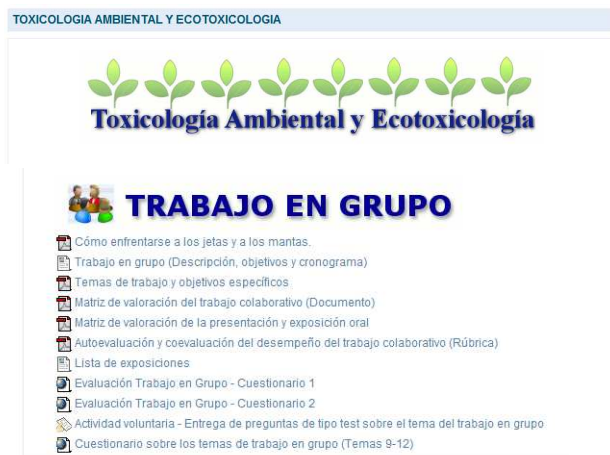 TOXICOLOGIA AMBIENTAL Y ECOTOXICOLOGIA
Toxicología Ambiental y Ecotoxicología
TRABAJO EN GRUPO
Cómo enfrentarse a los jetas y a los mantas.
Trabajo en grupo (Descripción, objetivos y cronograma)
Temas de trabajo y objetivos específicos
Matriz de valoración del trabajo colaborativo (Documento)
Matriz de valoración de la presentación y exposición oral
Autoevaluación y coevaluación del desempeño del trabajo colaborativo (Rúbrica)
Lista de exposiciones
Evaluación Trabajo en Grupo - Cuestionario 1
Evaluación Trabajo en Grupo - Cuestionario 2
Actividad voluntaria - Entrega de preguntas de tipo test sobre el tema del trabajo en grupo
Cuestionario sobre los temas de trabajo en grupo (Temas 9-12)